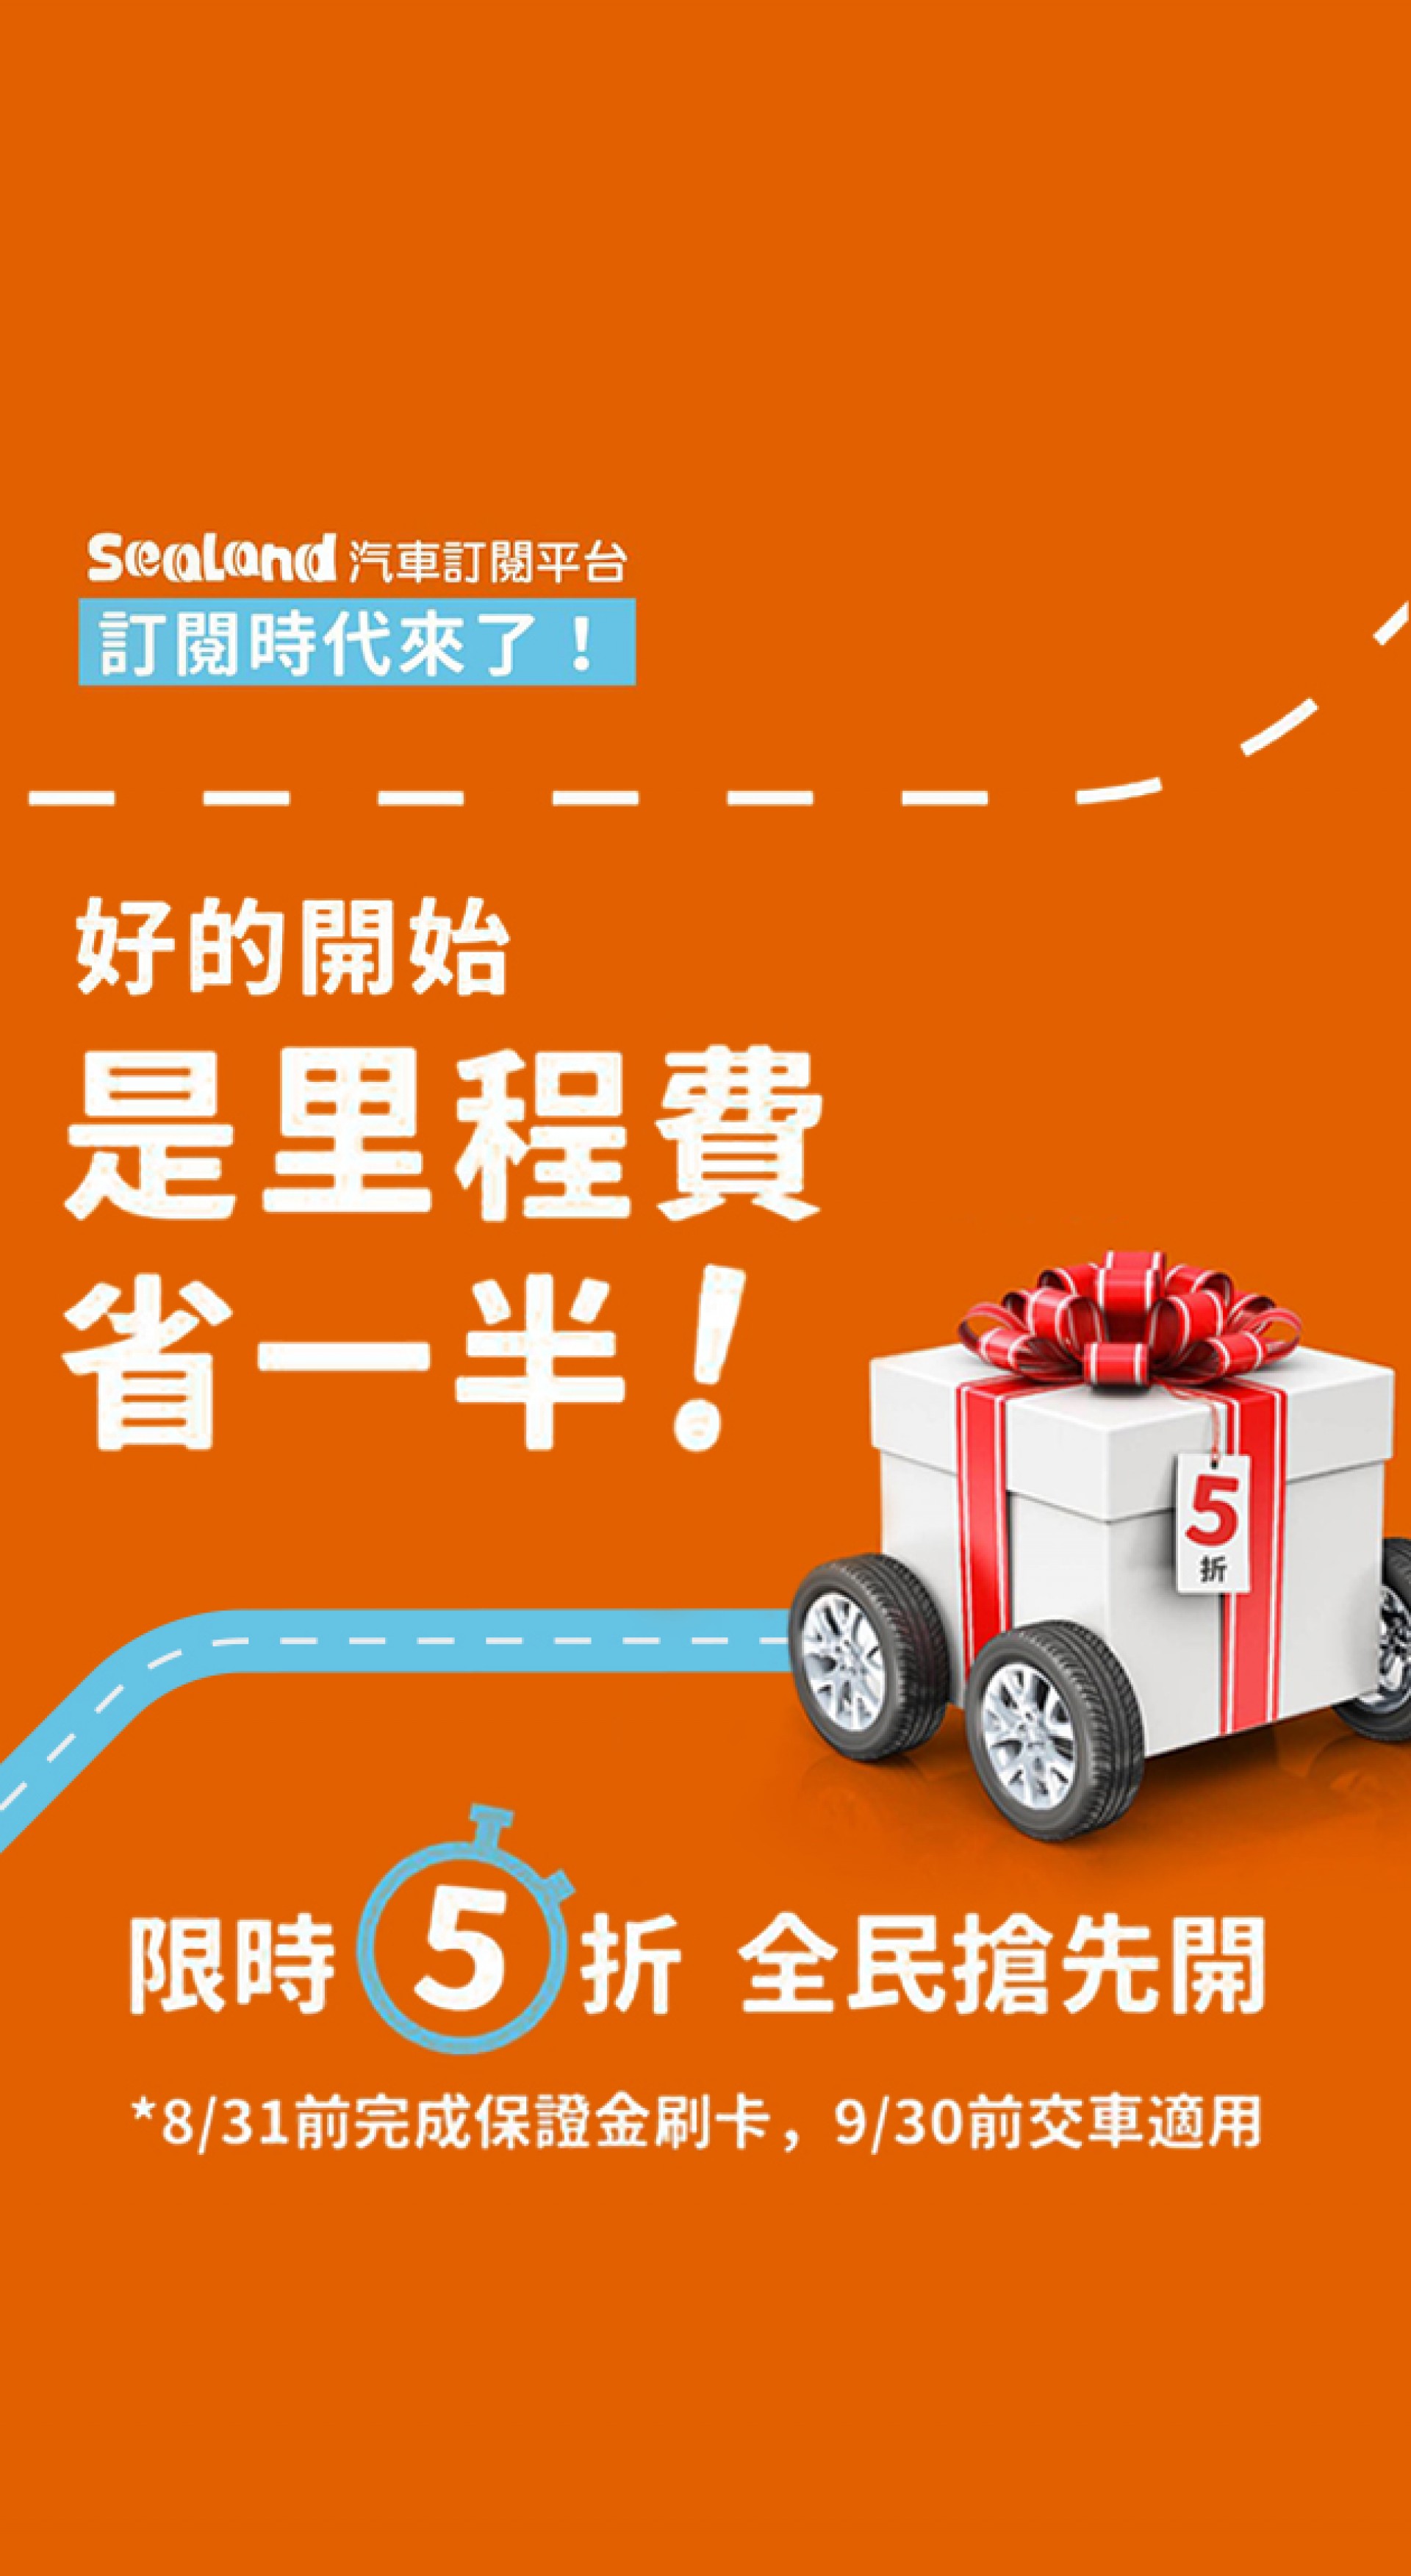 Sealand 汽車訂閱平台
訂閱時代來了！
好的開始
是里程費
省一半！
5
折
限時5折 全民搶先開
*8/31前完成保證金刷卡，9/30前交車適用